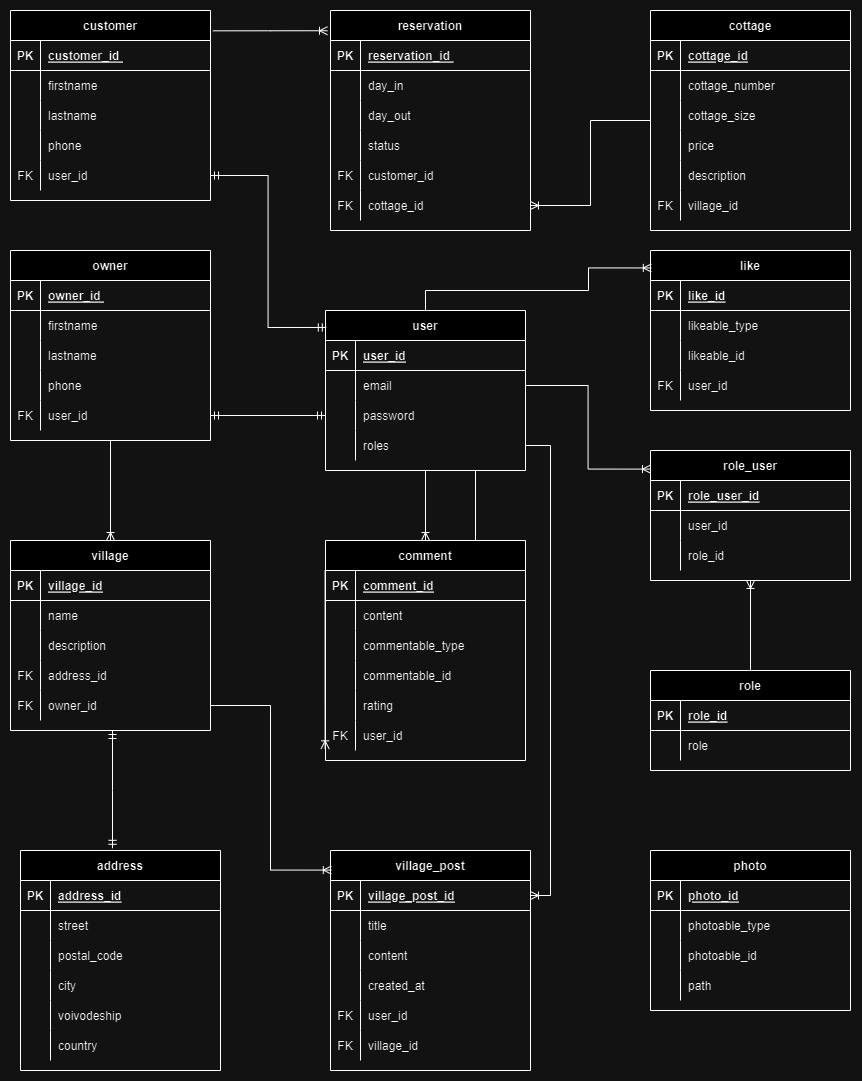 customer
PK customer_id
firstname
lastname
phone
FK user_id
reservation
PK reservation_id
day_in
day_out
status
FK customer_id
FK cottage_id
cottage
PK cottage_id
cottage_number
cottage_size
price
description
FK village_id
owner
PK owner_id
firstname
lastname
phone
FK user_id
user
PK user_id
email
password
roles
like
PK like_id
likeable_type
likeable_id
FK user_id
role_user
PK role_user_id
user_id
role_id
village
PK village_id
name
description
FK address_id
FK owner_id
comment
PK comment_id
content
commentable_type
commentable_id
rating
FK user_id
role
PK role_id
role
address
PK address_id
street
postal_code
city
voivodeship
country
village_post
PK village_post_id
title
content
created_at
FK user_id
FK village_id
photo
PK photo_id
photoable_type
photoable_id
path